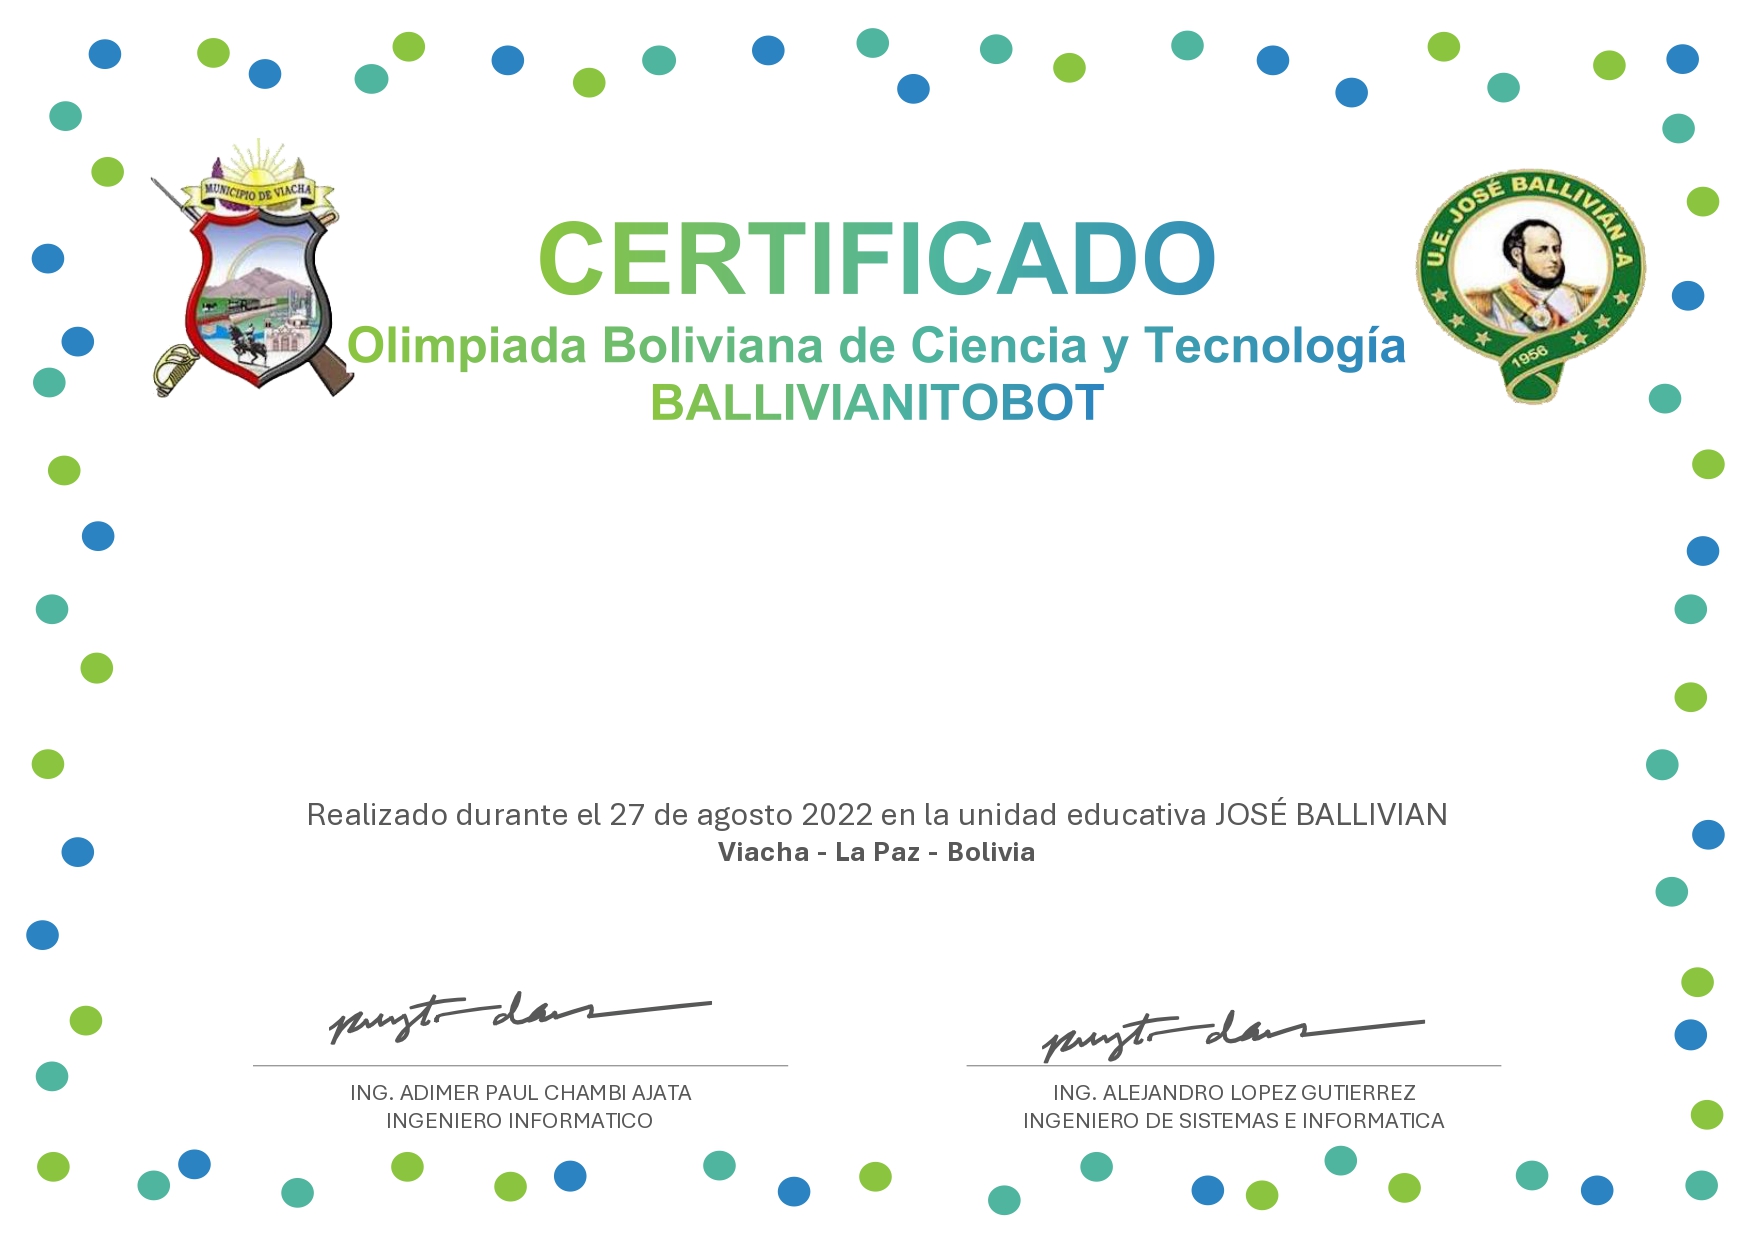 MUNICIPIO DE VIACHA
U.E. JOSÉ BALLIVIÁN -A
1956
CERTIFICADO
Olimpiada Boliviana de Ciencia y Tecnología
BALLIVIANITOBOT
Realizado durante el 27 de agosto 2022 en la unidad educativa JOSÉ BALLIVIAN
Viacha - La Paz - Bolivia
ING. ADIMER PAUL CHAMBI AJATA
INGENIERO INFORMATICO
ING. ALEJANDRO LOPEZ GUTIERREZ
INGENIERO DE SISTEMAS E INFORMATICA